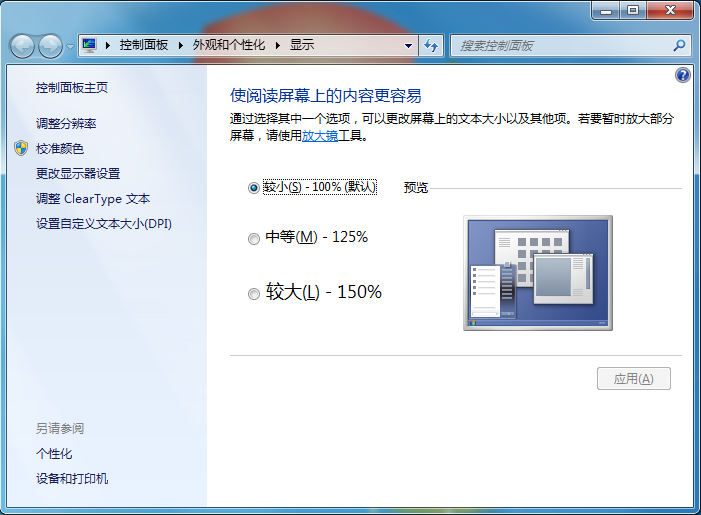 控制面板 外观和个性化 显示
搜索控制面板
控制面板主页
调整分辨率
校准颜色
更改显示器设置
调整 ClearType 文本
设置自定义文本大小(DPI)
另请参阅
个性化
设备和打印机
使阅读屏幕上的内容更容易
通过选择其中一个选项，可以更改屏幕上的文本大小以及其他项。若要暂时放大部分
屏幕，请使用放大镜工具。
较小(S) - 100% (默认)
预览
中等(M) - 125%
较大(L) - 150%
应用(A)